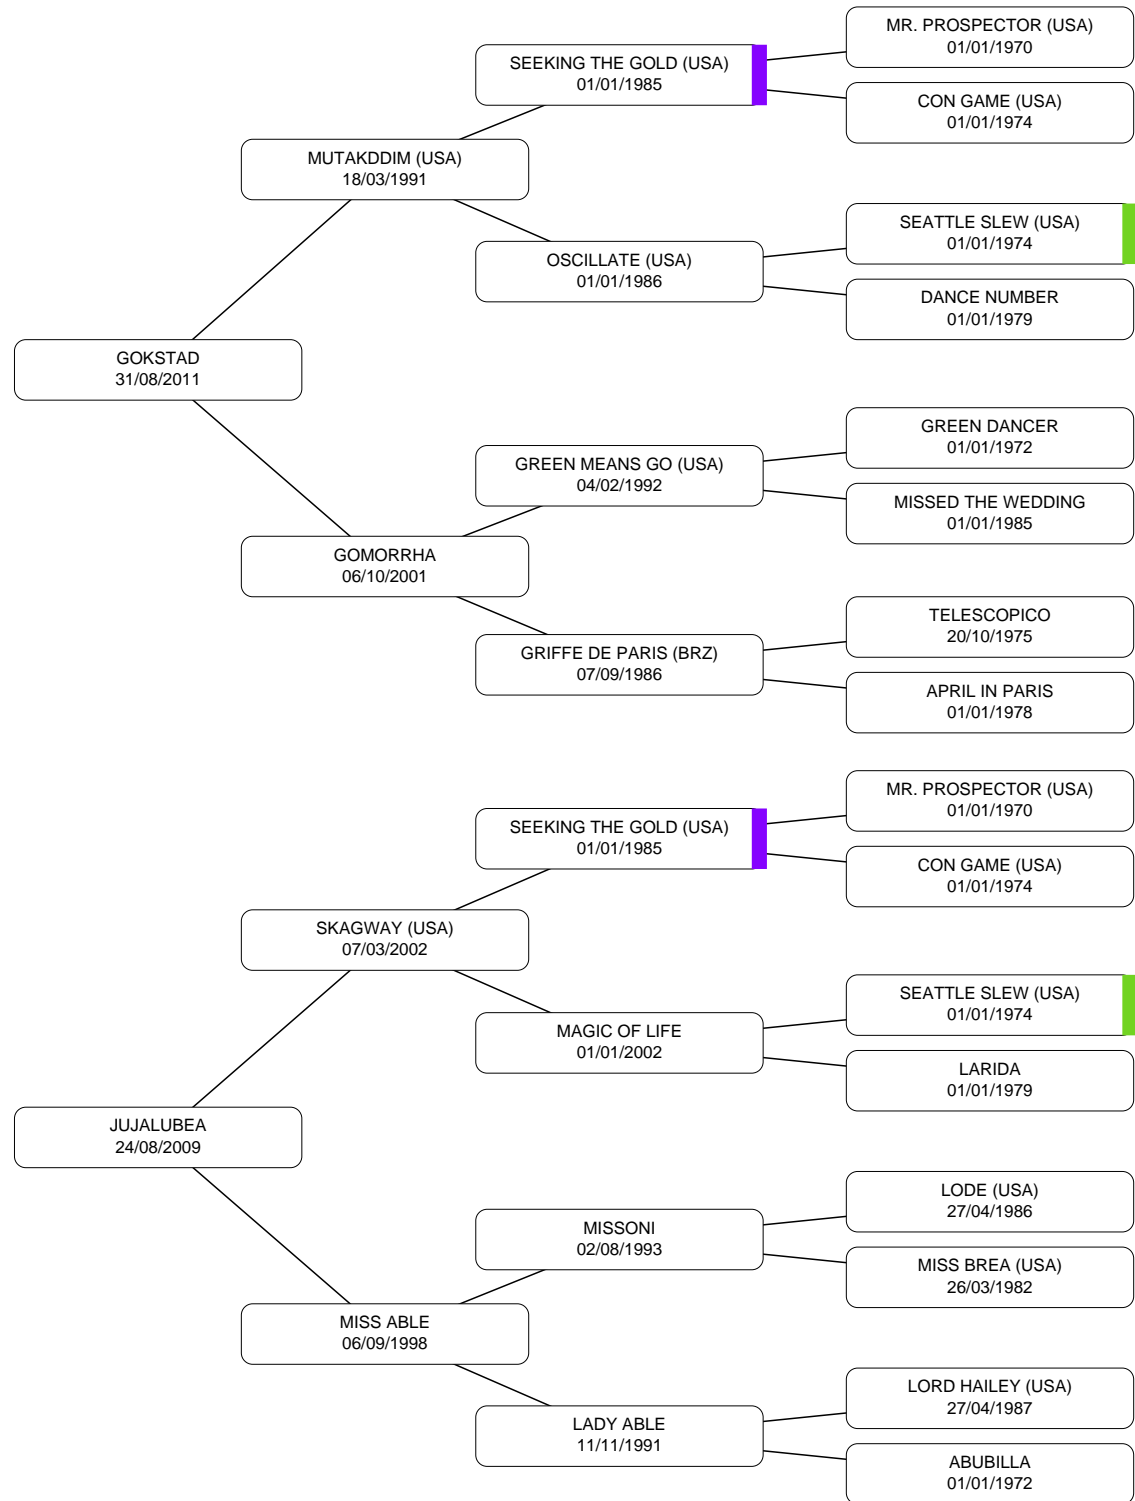 MR. PROSPECTOR (USA)
01/01/1970
SEEKING THE GOLD (USA)
01/01/1985
CON GAME (USA)
01/01/1974
MUTAKDDIM (USA)
18/03/1991
SEATTLE SLEW (USA)
01/01/1974
OSCILLATE (USA)
01/01/1986
DANCE NUMBER
01/01/1979
GOKSTAD
31/08/2011
GREEN DANCER
01/01/1972
GREEN MEANS GO (USA)
04/02/1992
MISSED THE WEDDING
01/01/1985
GOMORRHA
06/10/2001
TELESCOPICO
20/10/1975
GRIFFE DE PARIS (BRZ)
07/09/1986
APRIL IN PARIS
01/01/1978
MR. PROSPECTOR (USA)
01/01/1970
SEEKING THE GOLD (USA)
01/01/1985
CON GAME (USA)
01/01/1974
SKAGWAY (USA)
07/03/2002
SEATTLE SLEW (USA)
01/01/1974
MAGIC OF LIFE
01/01/2002
LARIDA
01/01/1979
JUJALUBEA
24/08/2009
LODE (USA)
27/04/1986
MISSONI
02/08/1993
MISS BREA (USA)
26/03/1982
MISS ABLE
06/09/1998
LORD HAILEY (USA)
27/04/1987
LADY ABLE
11/11/1991
ABUBILLA
01/01/1972